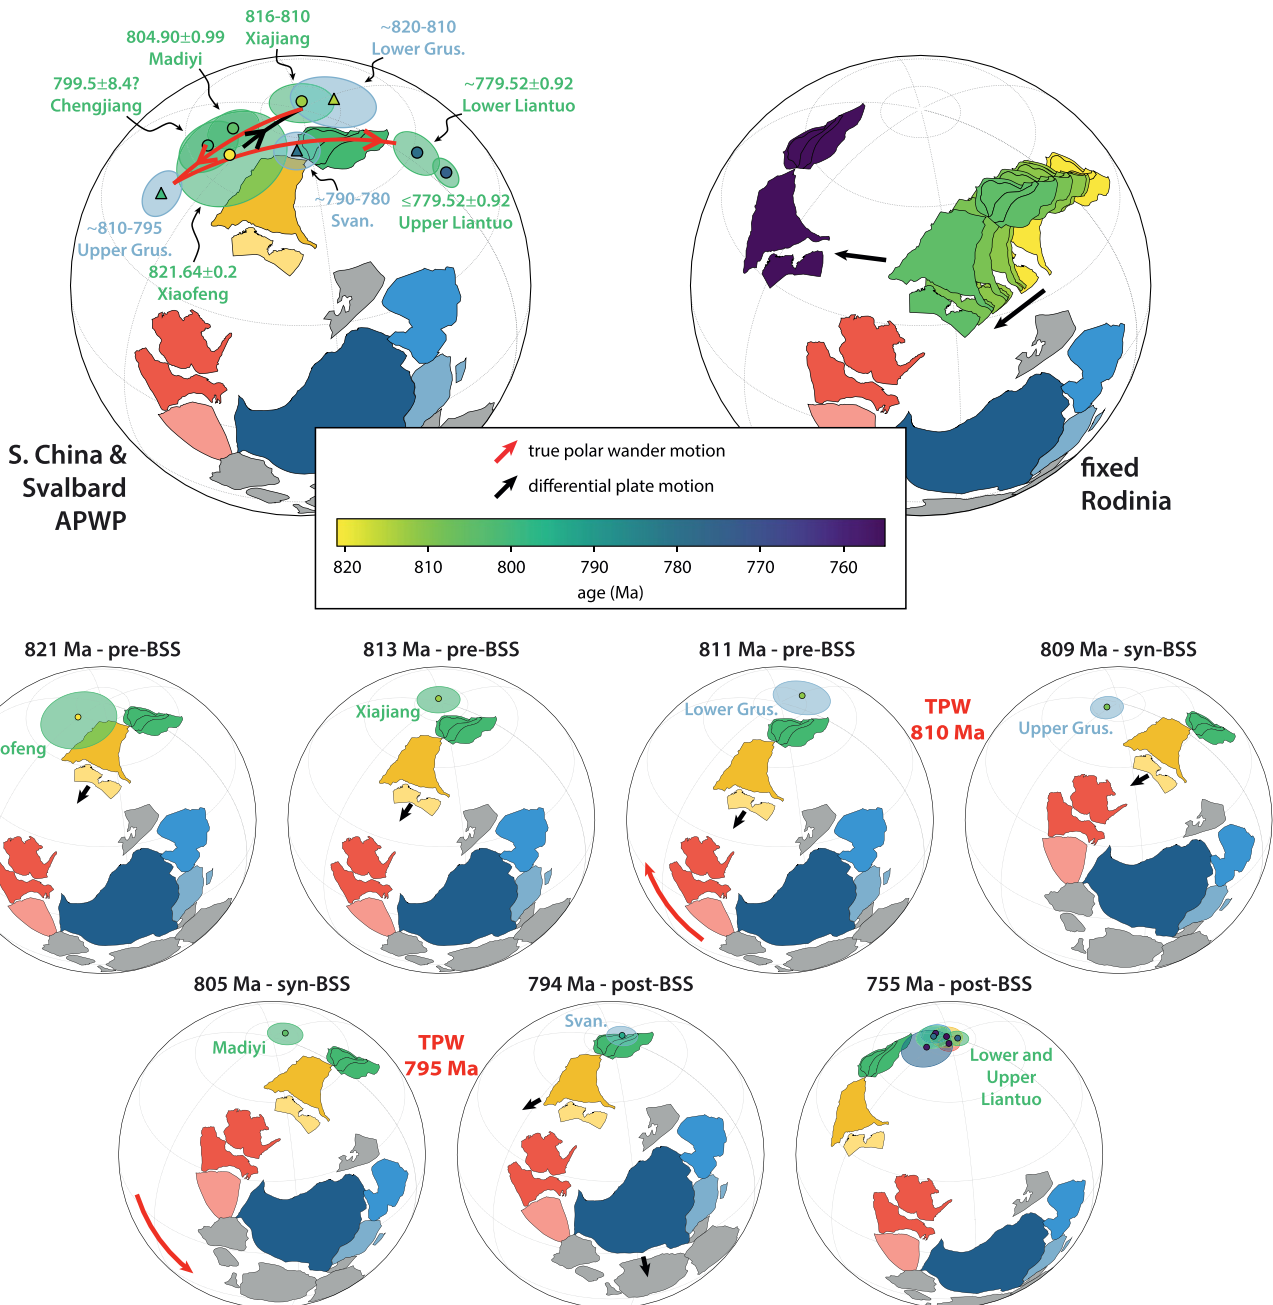 816-810
Xiajiang
~820-810
Lower Grus.
804.90±0.99
Madiyi
799.5±8.4?
Chengjiang
~779.52±0.92
Lower Liantuo
~790-780
Svan.
≤779.52±0.92
Upper Liantuo
~810-795
Upper Grus.
821.64±0.2
Xiaofeng
S. China &
Svalbard
APWP
fixed
Rodinia
true polar wander motion
differential plate motion
820 810 800 790 780 770 760
age (Ma)
821 Ma - pre-BSS
813 Ma - pre-BSS
811 Ma - pre-BSS
809 Ma - syn-BSS
ofeng
Xiajiang
Lower Grus.
TPW
810 Ma
Upper Grus.
805 Ma - syn-BSS
794 Ma - post-BSS
755 Ma - post-BSS
Madiyi
TPW
795 Ma
Svan.
Lower and
Upper
Liantuo